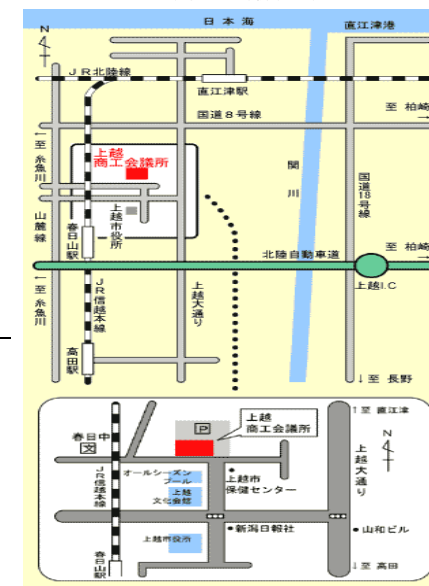 日本海
直江津港
N
JR北陸線
直江津駅
至 柏崎
国道8号線
至 糸魚川
上越
商工会議所
関川
国道18号線
山麓線
春日山駅
上越市役所
至 柏崎
北陸自動車道
上越I.C
至 糸魚川
JR信越本線
上越大通り
高田駅
↓至 長野
↑至 直江津
P
上越
商工会議所
春日中
文
N
上越大通り
JR信越本線
オールシーズン
プール
上越市
保健センター
上越
文化会館
新潟日報社
山和ビル
上越市役所
春日山駅
↓至 高田